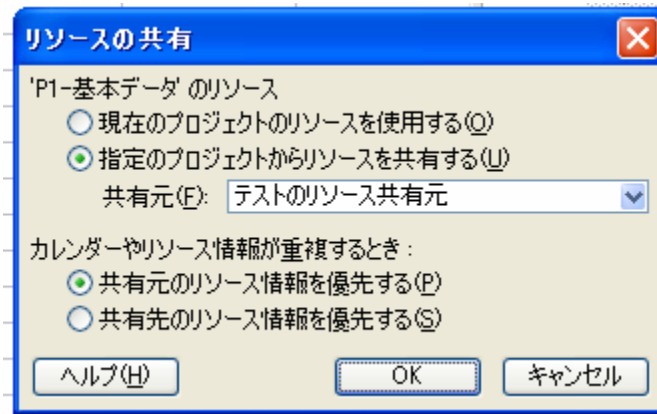 リソースの共有
'P1-基本データ' のリソース
現在のプロジェクトのリソースを使用する(O)
指定のプロジェクトからリソースを共有する(U)
共有元(F): テストのリソース共有元
カレンダーやリソース情報が重複するとき :
共有元のリソース情報を優先する(P)
共有先のリソース情報を優先する(S)
ヘルプ(H) OK キャンセル